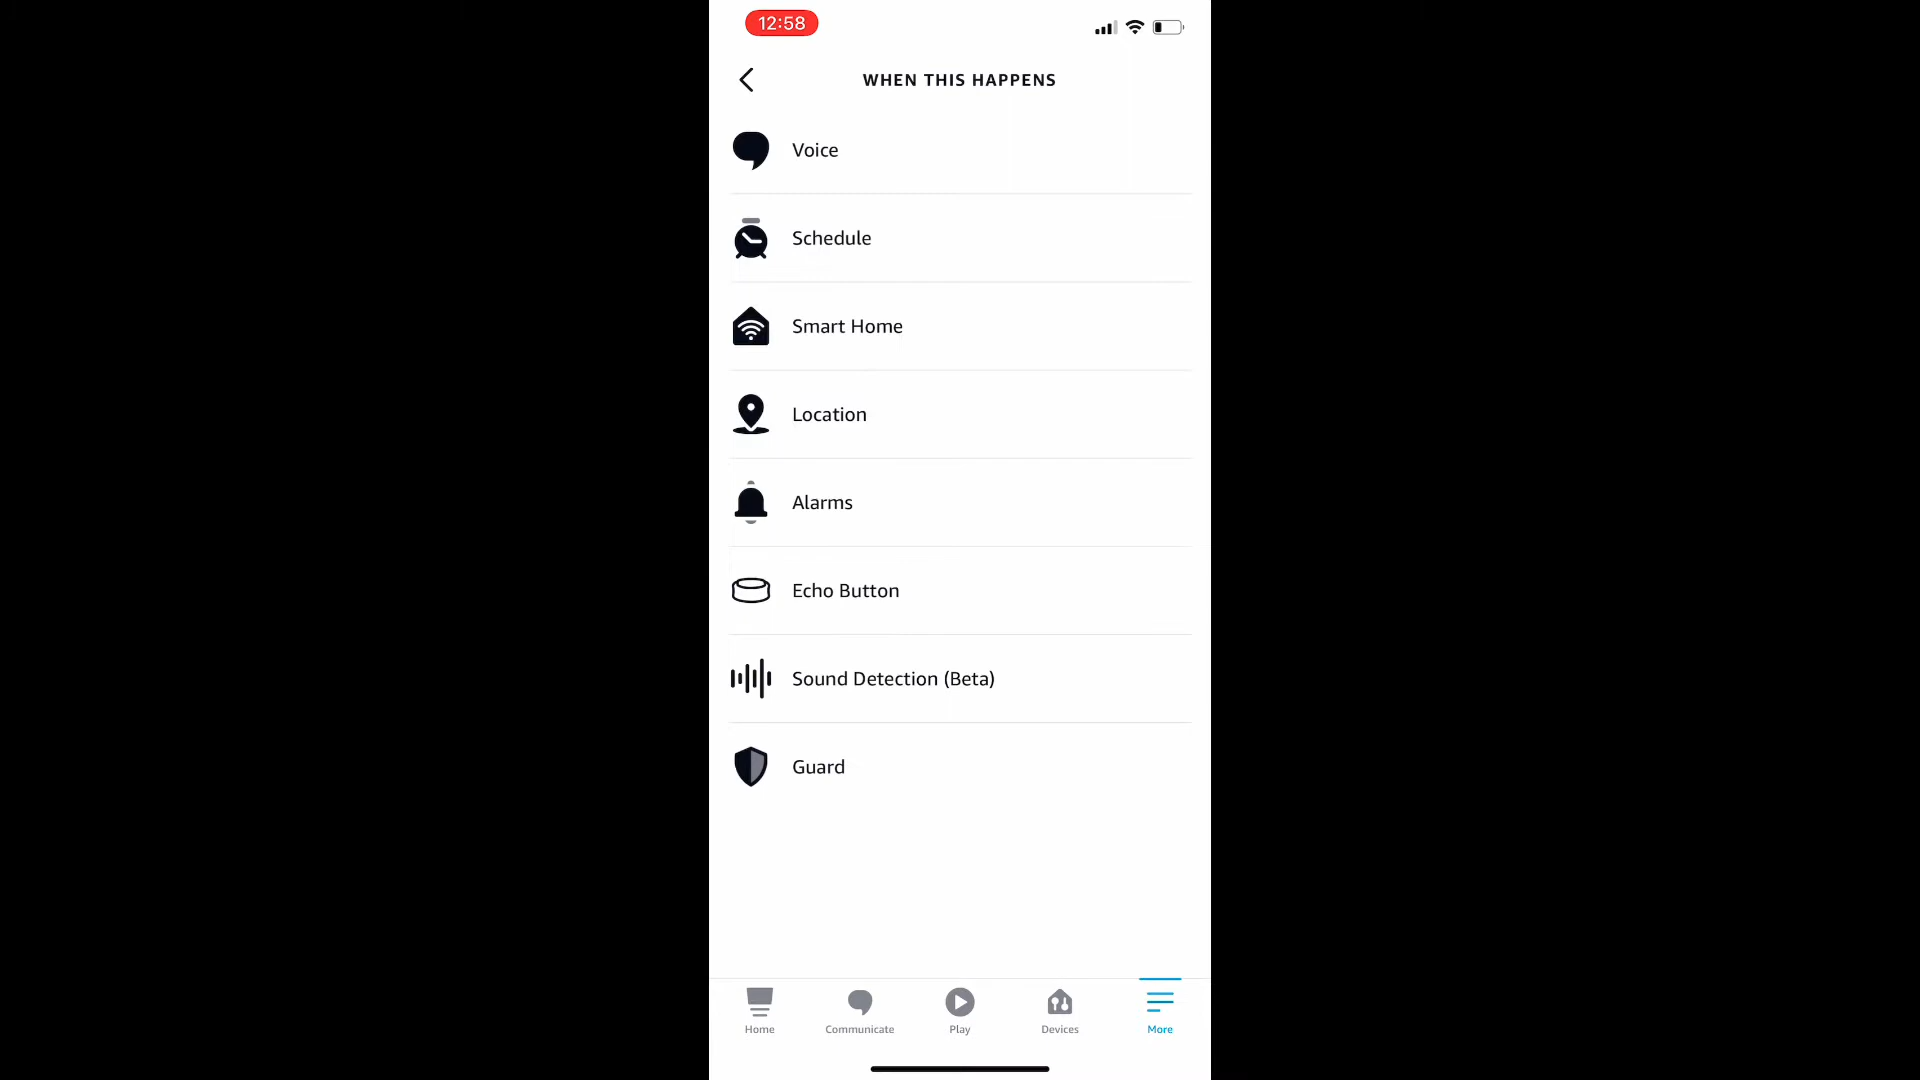 12:58
WHEN THIS HAPPENS
Voice
Schedule
Smart Home
Location
Alarms
Echo Button
Sound Detection (Beta)
Guard
Home
Communicate
Play
Devices
More